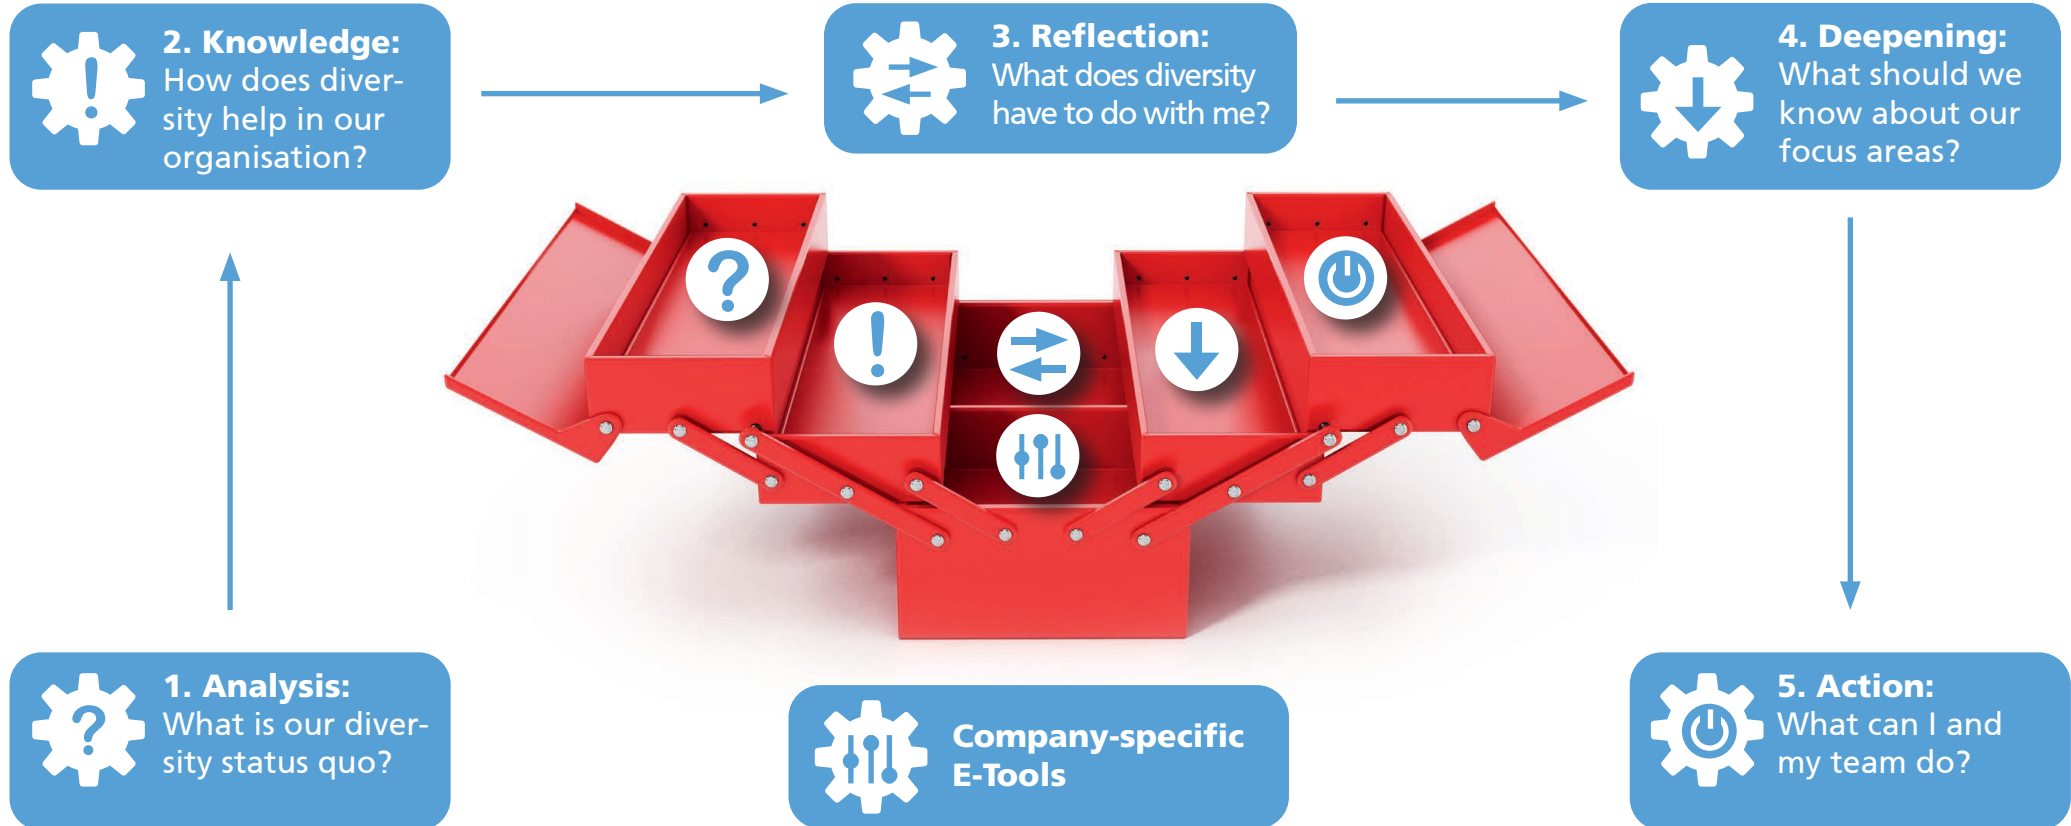 2. Knowledge:
How does diver-
sity help in our
organisation?
3. Reflection:
What does diversity
have to do with me?
4. Deepening:
What should we
know about our
focus areas?
1. Analysis:
What is our diver-
sity status quo?
Company-specific
E-Tools
5. Action:
What can I and
my team do?